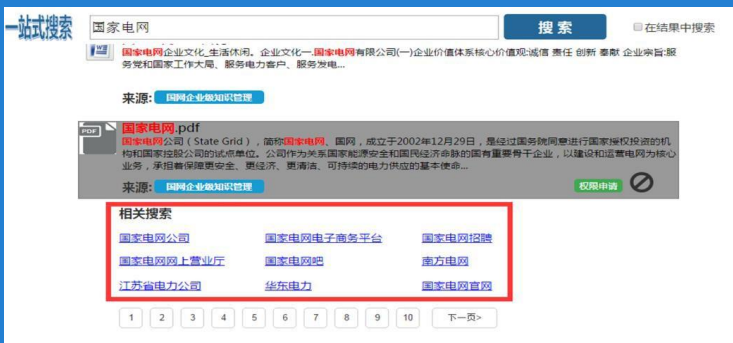 一站式搜索 国家电网 搜索 在结果中搜索
国家电网企业文化_生活休闲。企业文化一.国家电网有限公司(一)企业价值体系核心价值观:诚信 责任 创新 奉献 企业宗旨:服
务党和国家工作大局、服务电力客户、服务发电...
来源: 国网企业级知识管理
PDF 国家电网.pdf
国家电网公司（State Grid），简称国家电网、国网，成立于2002年12月29日，是经过国务院同意进行国家授权投资的机
构和国家控股公司的试点单位。公司作为关系国家能源安全和国民经济命脉的国有重要骨干企业，以建设和运营电网为核心
业务，承担着保障更安全、更经济、更清洁、可持续的电力供应的基本使命...
来源: 国网企业级知识管理 权限申请
相关搜索
国家电网公司 国家电网电子商务平台 国家电网招聘
国家电网网上营业厅 国家电网吧 南方电网
江苏省电力公司 华东电力 国家电网官网
1 2 3 4 5 6 7 8 9 10 下一页>